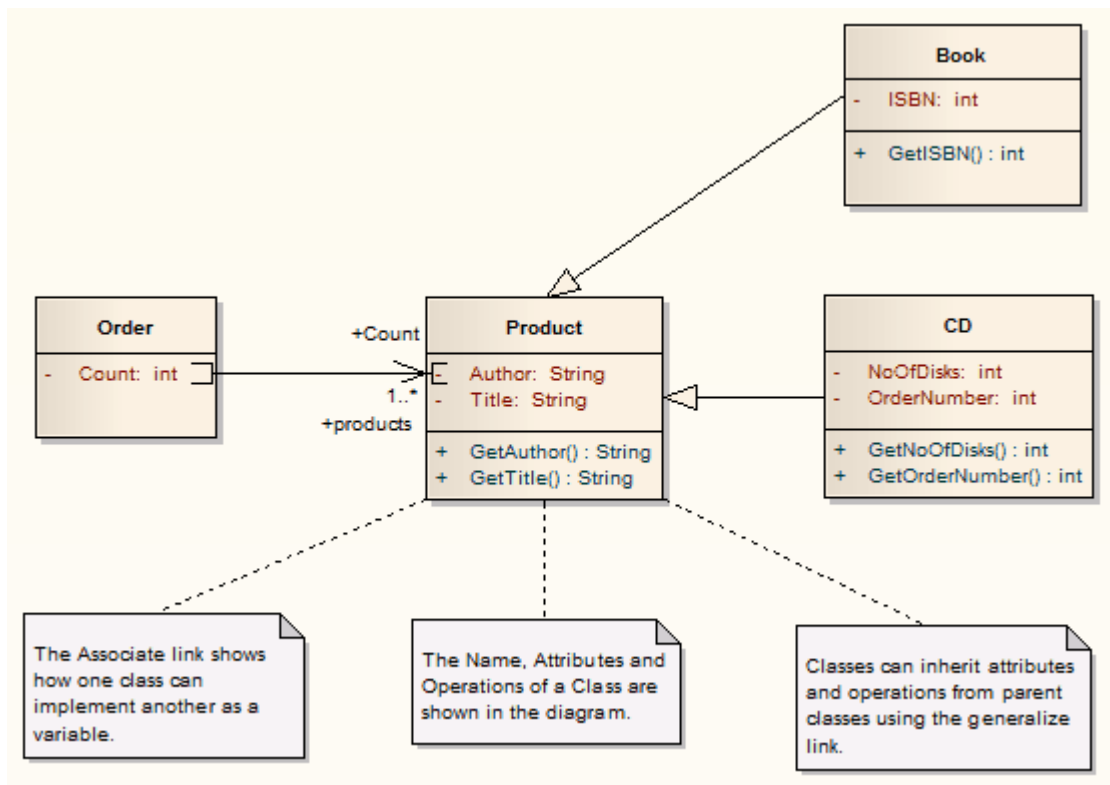 Book
- ISBN: int
+ GetISBN() : int
Order
- Count: int
+Count
1..*
+products
Product
- Author: String
- Title: String
+ GetAuthor() : String
+ GetTitle() : String
CD
- NoOfDisks: int
- OrderNumber: int
+ GetNoOfDisks() : int
+ GetOrderNumber() : int
The Associate link shows
how one class can
implement another as a
variable.
The Name, Attributes and
Operations of a Class are
shown in the diagram.
Classes can inherit attributes
and operations from parent
classes using the generalize
link.